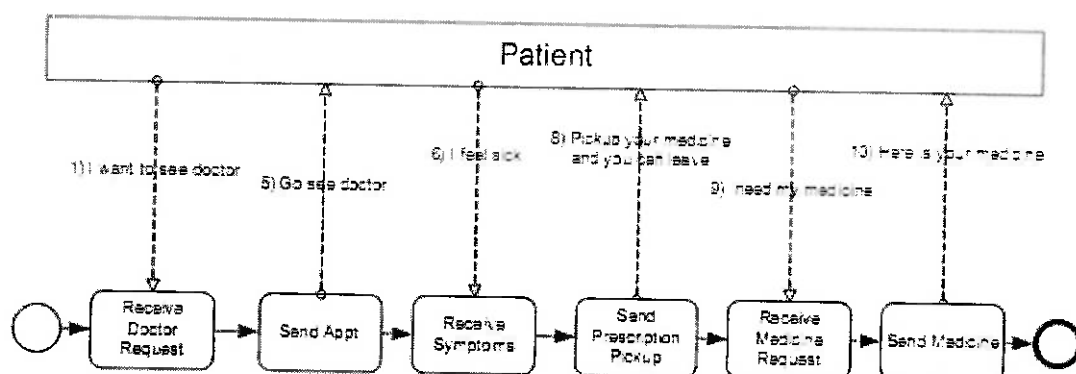 Patient
1) I want to see doctor
5) Go see doctor
6) I feel sick
8) Pickup your medicine
and you can leave
9) need my medicine
10) Here is your medicine
Receive
Doctor
Request
Send Appt
Receive
Symptoms
Send
Prescription
Pickup
Receive
Medicine
Request
Send Medicine